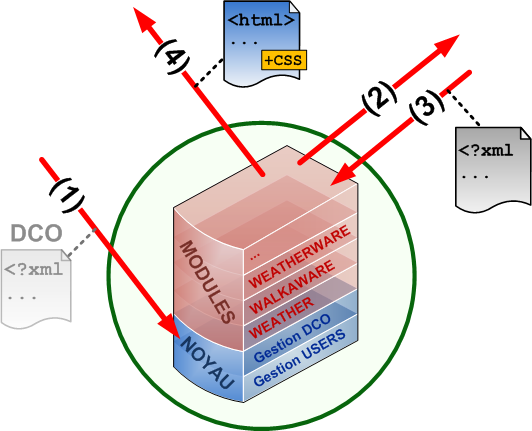 <html>
...
+CSS
(4)
(2)
(3)
<?xml
...
(1)
DCO
<?xml
...
MODULES
...
WEATHERWARE
WALKAWARE
WEATHER
NOYAU
Gestion DCO
Gestion USERS